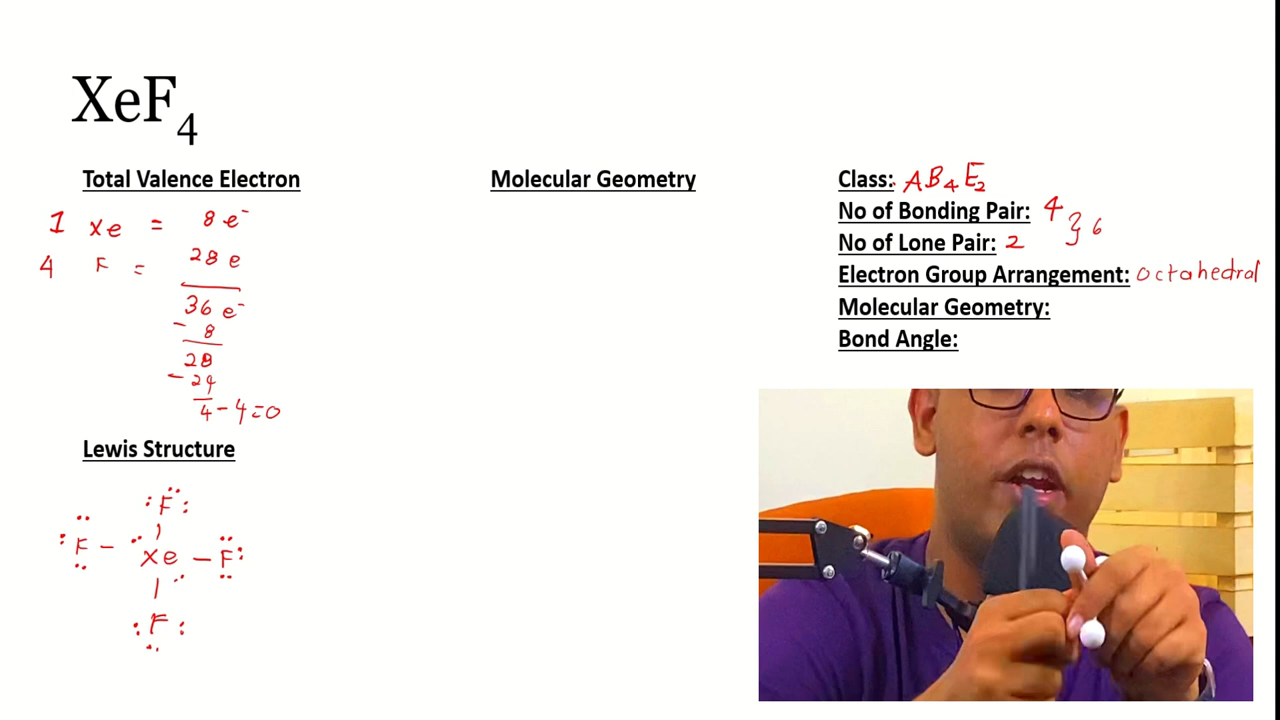 XeF4
Total Valence Electron
1 Xe = 8 e-
4 F = 28 e
36 e-
- 8
28
- 24
4 - 4 = 0
Lewis Structure
F
F - Xe - F
F
Molecular Geometry
Class: AB4E2
No of Bonding Pair: 4
} 6
No of Lone Pair: 2
Electron Group Arrangement: octahedral
Molecular Geometry:
Bond Angle: